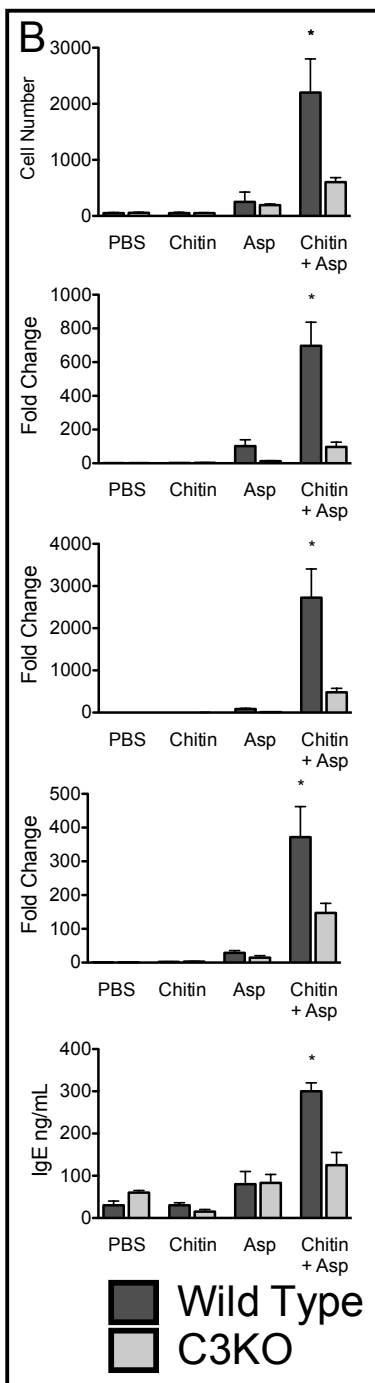 B
*
3000
2000
1000
0
Cell Number
PBS Chitin Asp Chitin
+ Asp
*
1000
800
600
400
200
0
Fold Change
PBS Chitin Asp Chitin
+ Asp
*
4000
3000
2000
1000
0
Fold Change
PBS Chitin Asp Chitin
+ Asp
*
500
400
300
200
100
0
Fold Change
PBS Chitin Asp Chitin
+ Asp
*
400
300
200
100
0
IgE ng/mL
PBS Chitin Asp Chitin
+ Asp
Wild Type
C3KO